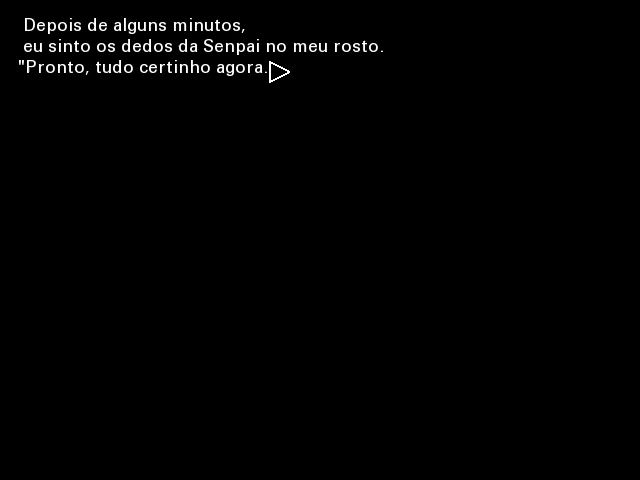 Depois de alguns minutos,
eu sinto os dedos da Senpai no meu rosto.
"Pronto, tudo certinho agora.